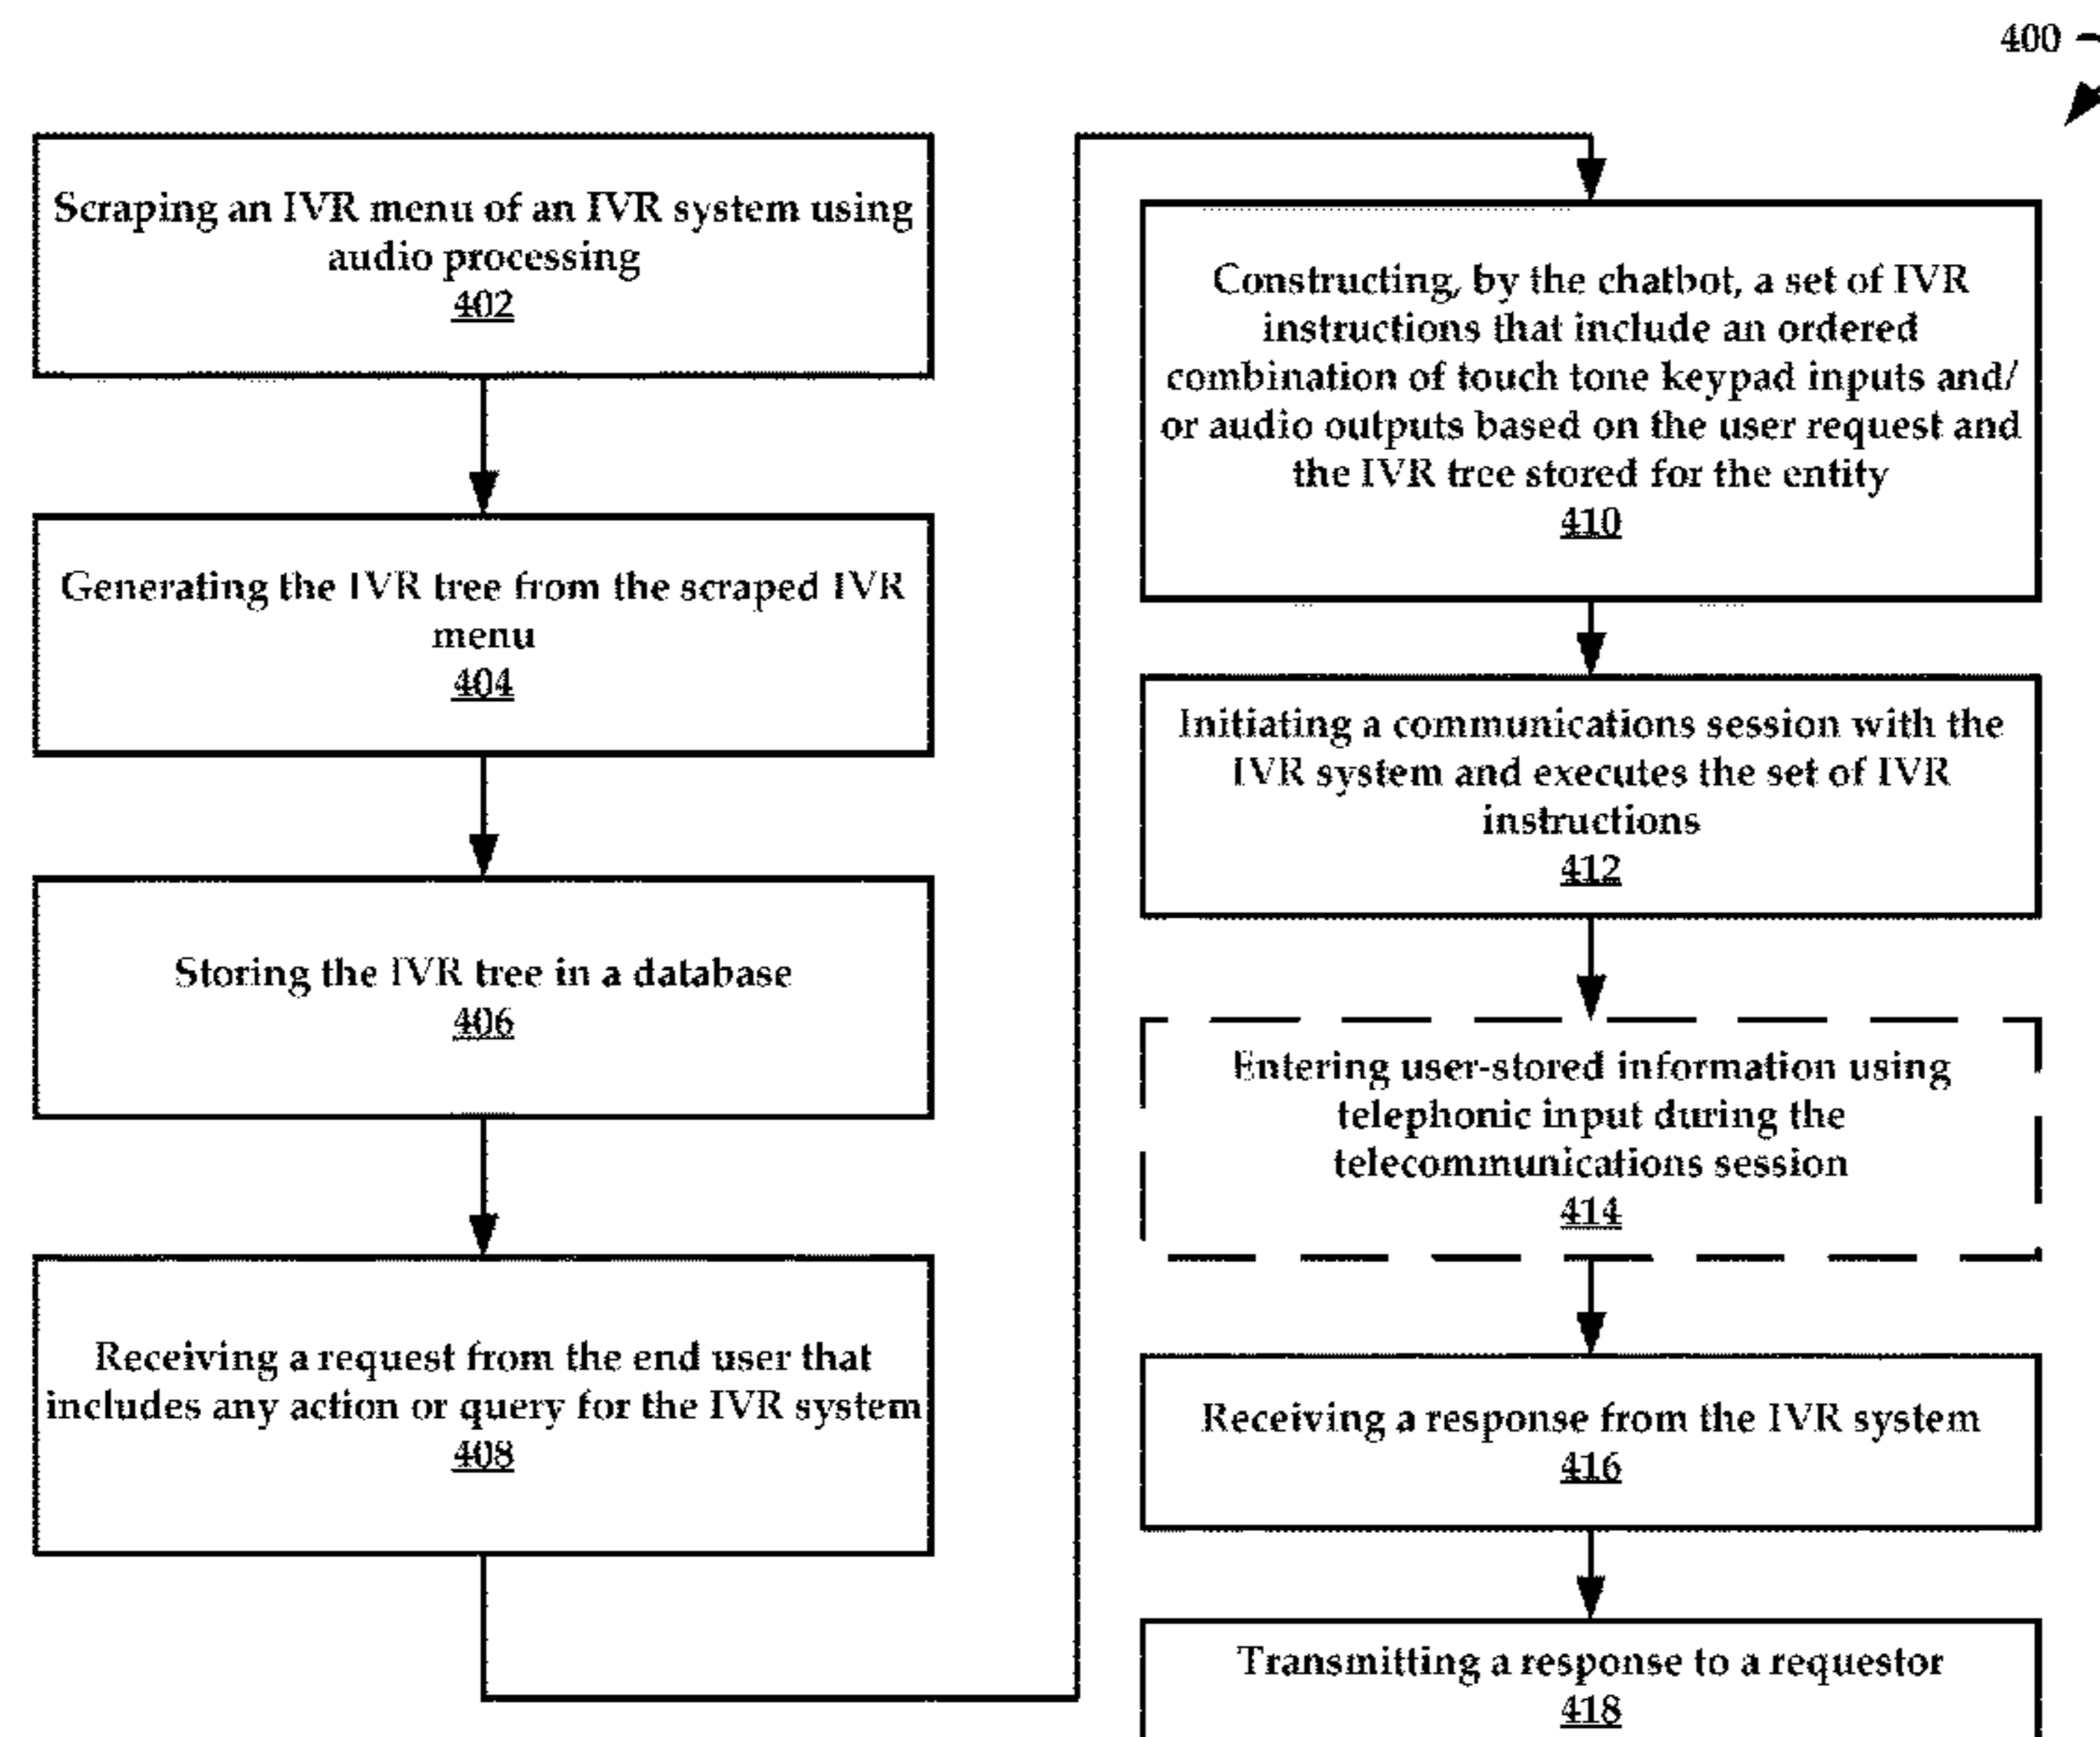 400
Scraping an IVR menu of an IVR system using
audio processing
402
Generating the IVR tree from the scraped IVR
menu
404
Storing the IVR tree in a database
406
Receiving a request from the end user that
includes any action or query for the IVR system
408
Constructing, by the chatbot, a set of IVR
instructions that include an ordered
combination of touch tone keypad inputs and/
or audio outputs based on the user request and
the IVR tree stored for the entity
410
Initiating a communications session with the
IVR system and executes the set of IVR
instructions
412
Entering user-stored information using
telephonic input during the
telecommunications session
414
Receiving a response from the IVR system
416
Transmitting a response to a requestor
418